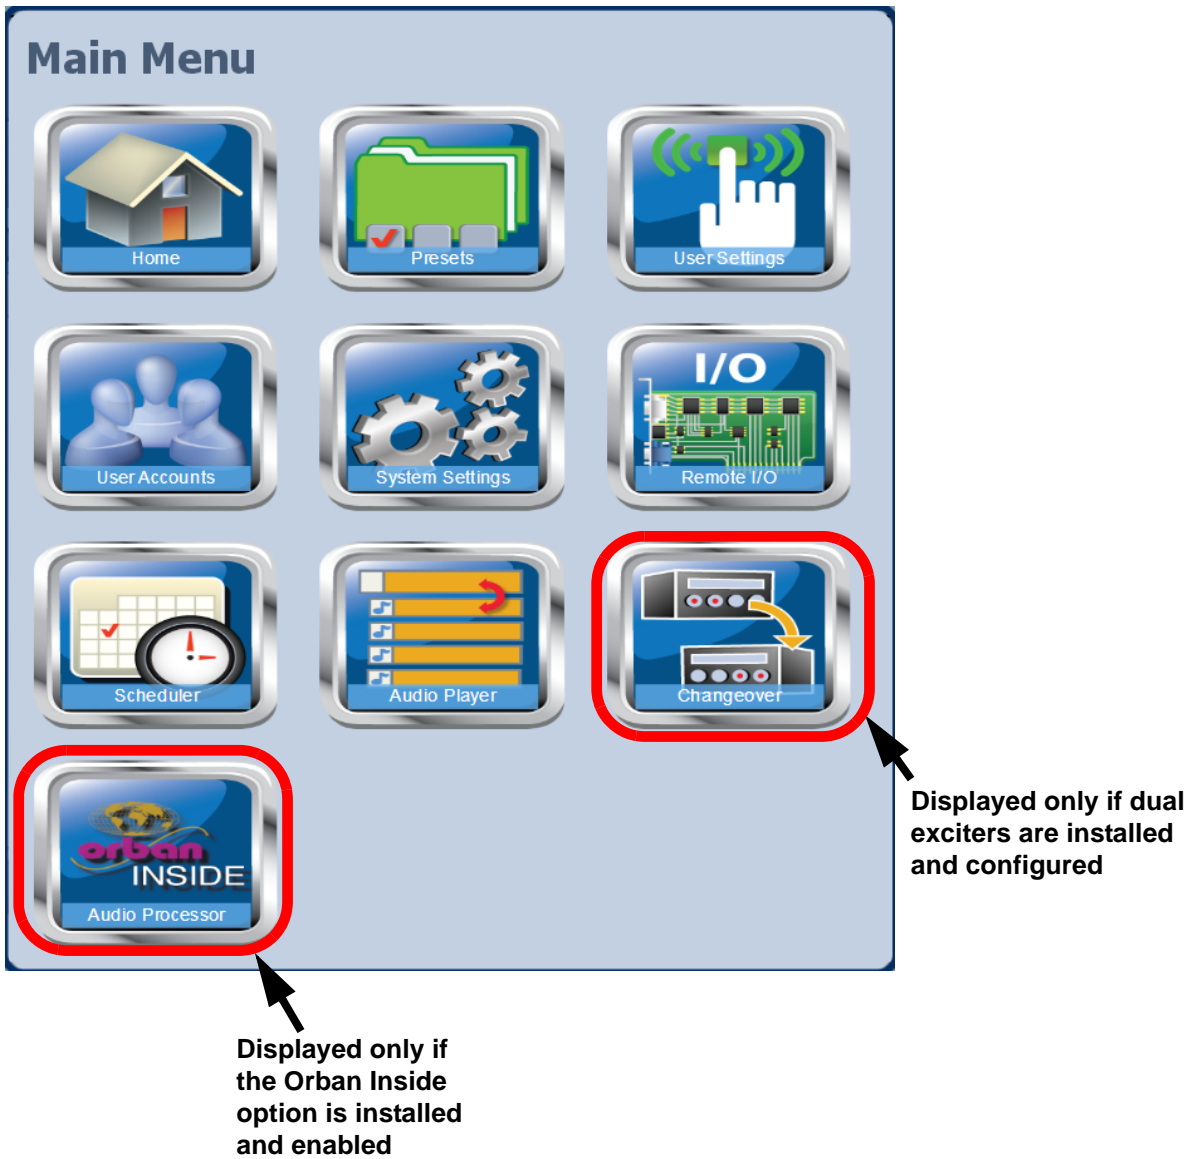 Main Menu
Home
Presets
User Settings
User Accounts
System Settings
I/O
Remote I/O
Scheduler
Audio Player
Changeover
Displayed only if dual
exciters are installed
and configured
orban
INSIDE
Audio Processor
Displayed only if
the Orban Inside
option is installed
and enabled